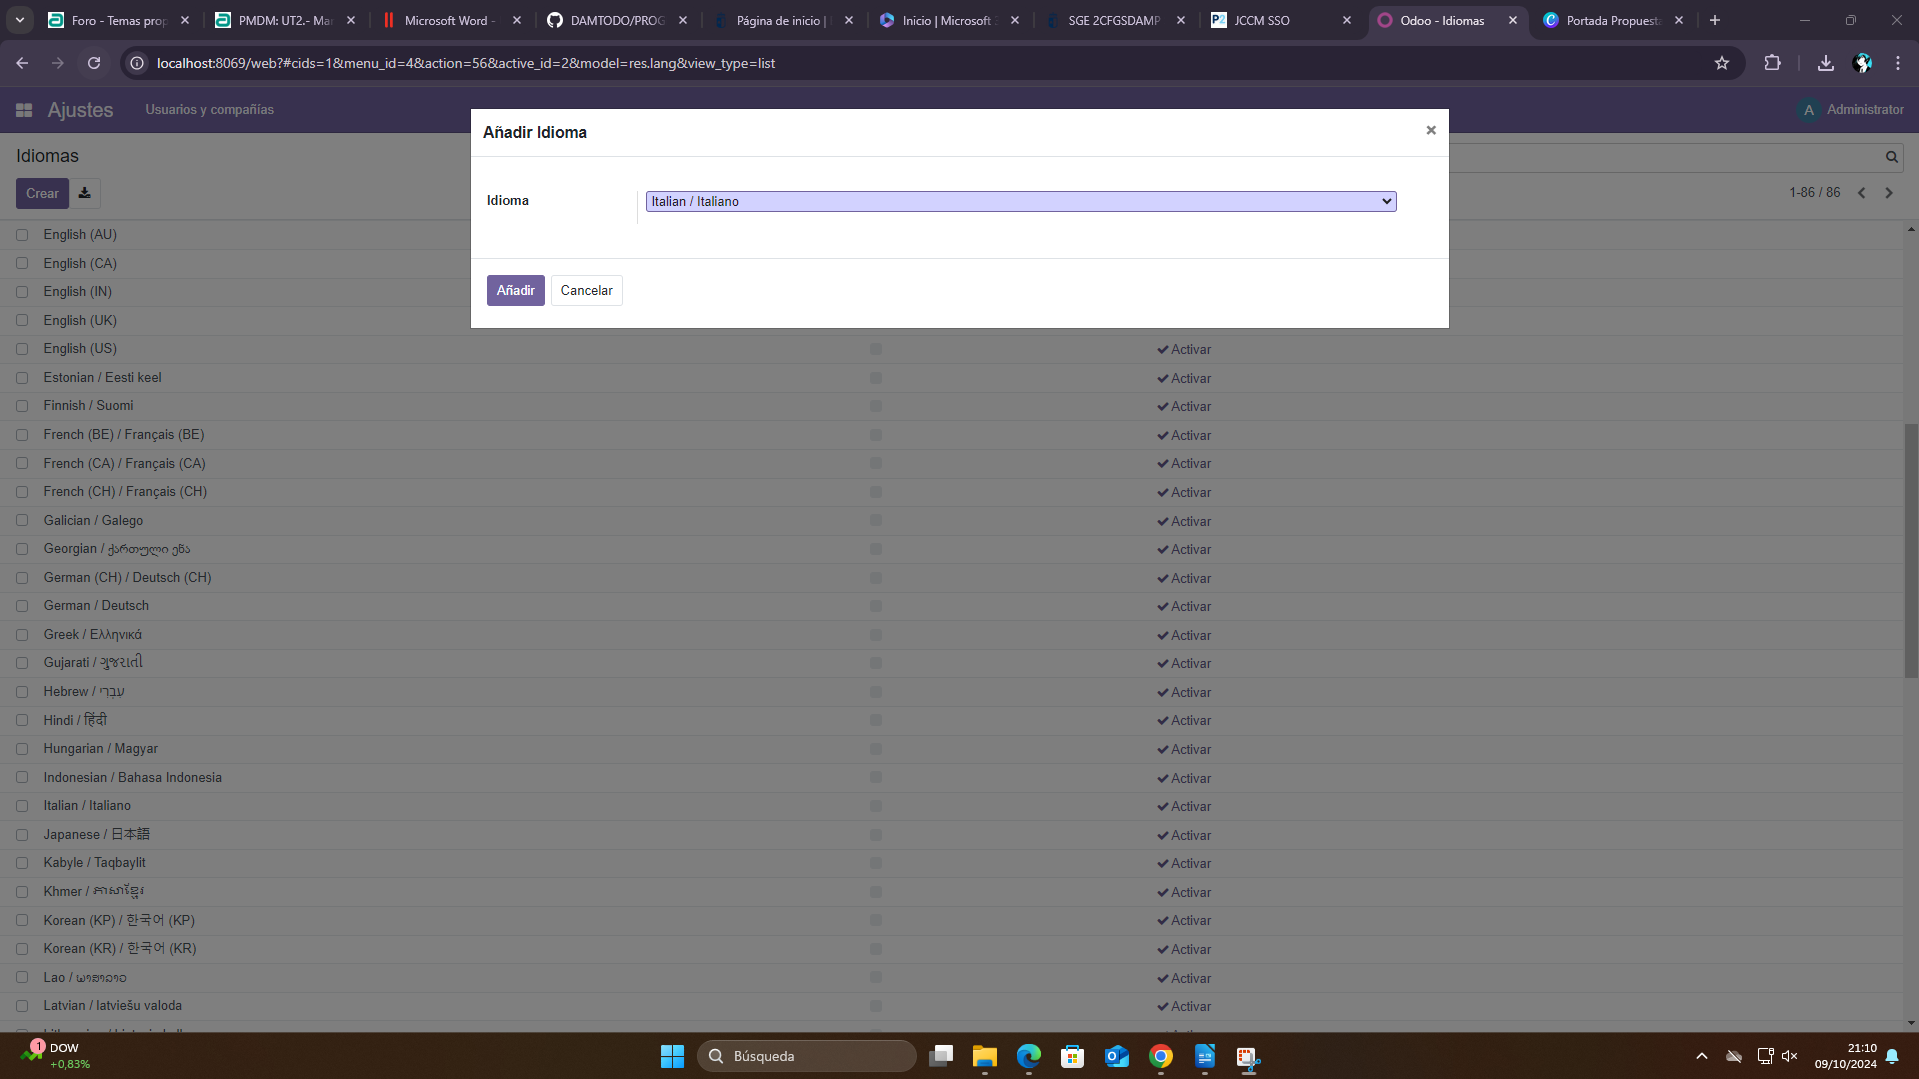 Foro - Temas prop
PMDM: UT2.- Mar
Microsoft Word -
DAMTODO/PROG
Página de inicio |
Inicio | Microsoft 3
SGE 2CFGSDAMP
JCCM SSO
Odoo - Idiomas
Portada Propuesta
localhost:8069/web?#cids=1&menu_id=4&action=56&active_id=2&model=res.lang&view_type=list
Ajustes
Usuarios y compañías
A Administrator
Añadir Idioma
Idiomas
Idioma
Italian / Italiano
Crear
1-86 / 86
Añadir
Cancelar
English (AU)
English (CA)
English (IN)
English (UK)
English (US) Activar
Estonian / Eesti keel Activar
Finnish / Suomi Activar
French (BE) / Français (BE) Activar
French (CA) / Français (CA) Activar
French (CH) / Français (CH) Activar
Galician / Galego Activar
Georgian / ქართული ენა Activar
German (CH) / Deutsch (CH) Activar
German / Deutsch Activar
Greek / Ελληνικά Activar
Gujarati / ગુજરાતી Activar
Hebrew / עברי Activar
Hindi / हिंदी Activar
Hungarian / Magyar Activar
Indonesian / Bahasa Indonesia Activar
Italian / Italiano Activar
Japanese / 日本語 Activar
Kabyle / Taqbaylit Activar
Khmer / ភាសាខ្មែរ Activar
Korean (KP) / 한국어 (KP) Activar
Korean (KR) / 한국어 (KR) Activar
Lao / ພາສາລາວ Activar
Latvian / latviešu valoda Activar
1
DOW
+0,83%
Búsqueda
21:10
09/10/2024